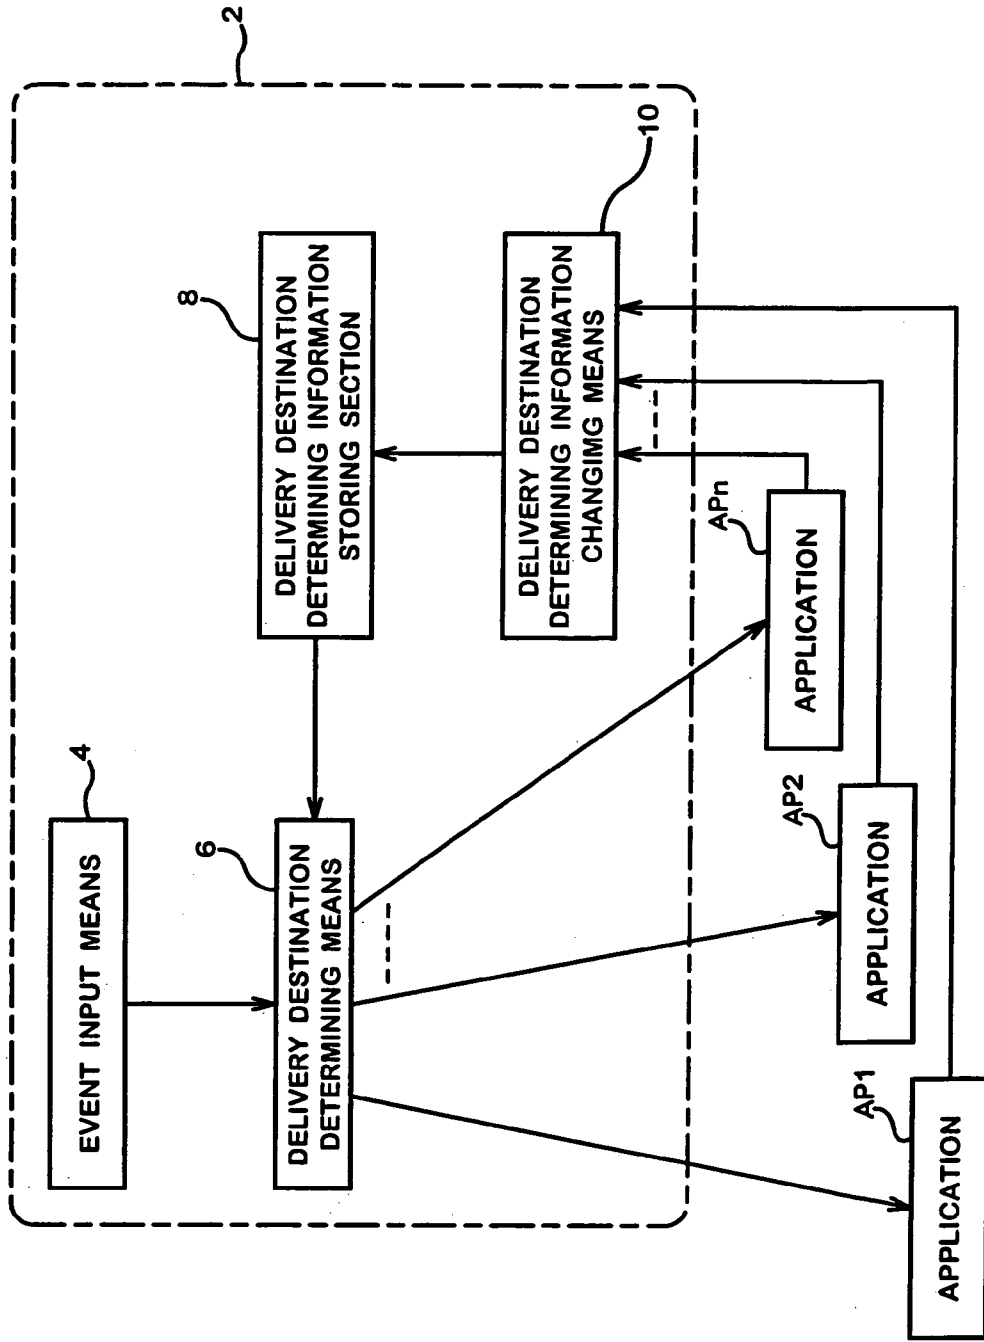 2
4
EVENT INPUT MEANS
6
DELIVERY DESTINATION
DETERMINING MEANS
8
DELIVERY DESTINATION
DETERMINING INFORMATION
STORING SECTION
10
DELIVERY DESTINATION
DETERMINING INFORMATION
CHANGIMG MEANS
AP1
APPLICATION
AP2
APPLICATION
APn
APPLICATION